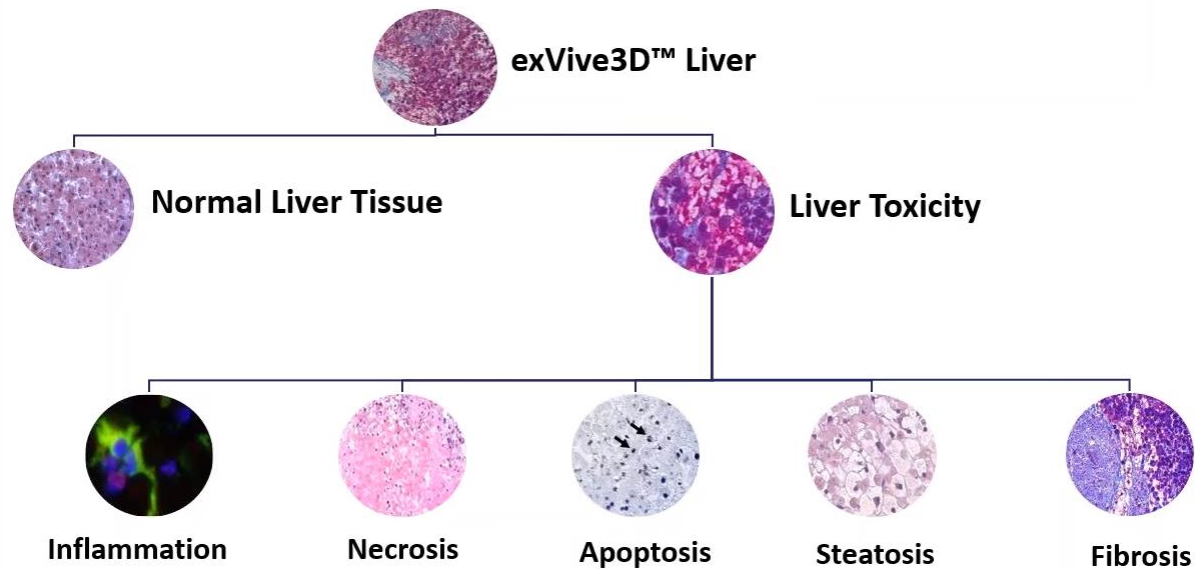 exVive3D™ Liver
Normal Liver Tissue
Liver Toxicity
Inflammation
Necrosis
Apoptosis
Steatosis
Fibrosis